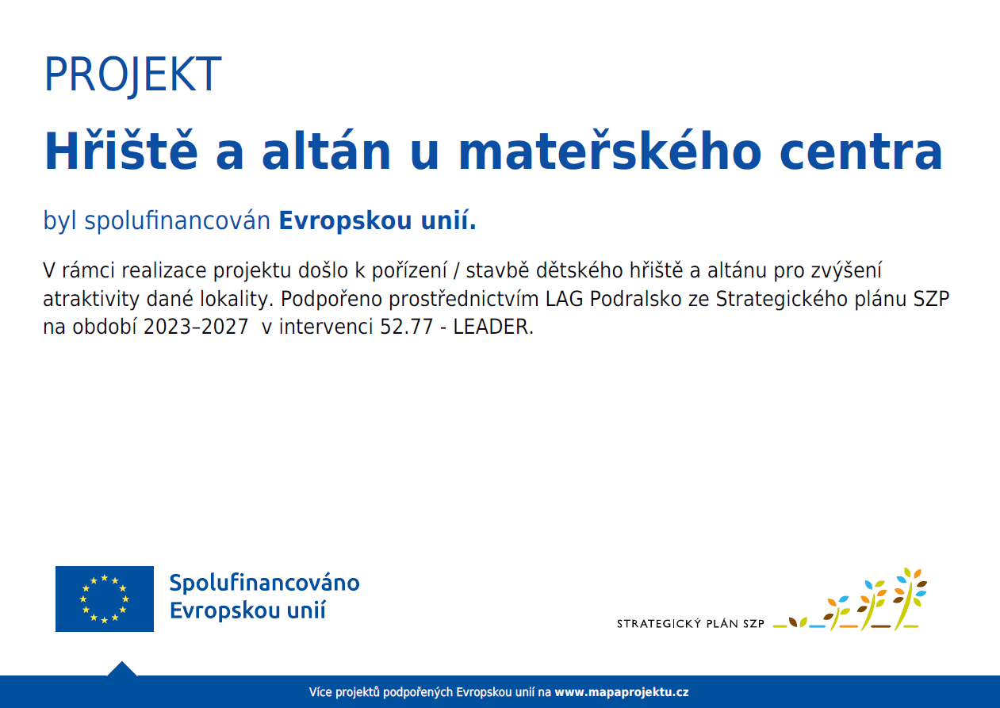 PROJEKT
Hřiště a altán u mateřského centra
byl spolufinancován Evropskou unií.
V rámci realizace projektu došlo k pořízení / stavbě dětského hřiště a altánu pro zvýšení
atraktivity dané lokality. Podpořeno prostřednictvím LAG Podralsko ze Strategického plánu SZP
na období 2023–2027  v intervenci 52.77 - LEADER.
Spolufinancováno
Evropskou unií
STRATEGICKÝ PLÁN SZP
Více projektů podpořených Evropskou unií na www.mapaprojektu.cz